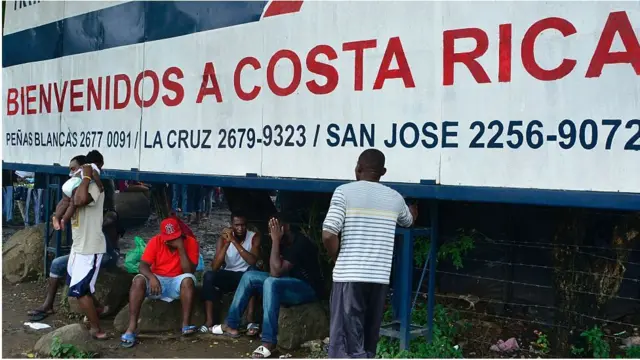 BIENVENIDOS A COSTA RICA
PEÑAS BLANCAS 2677 0091 / LA CRUZ 2679-9323 / SAN JOSE 2256-9072